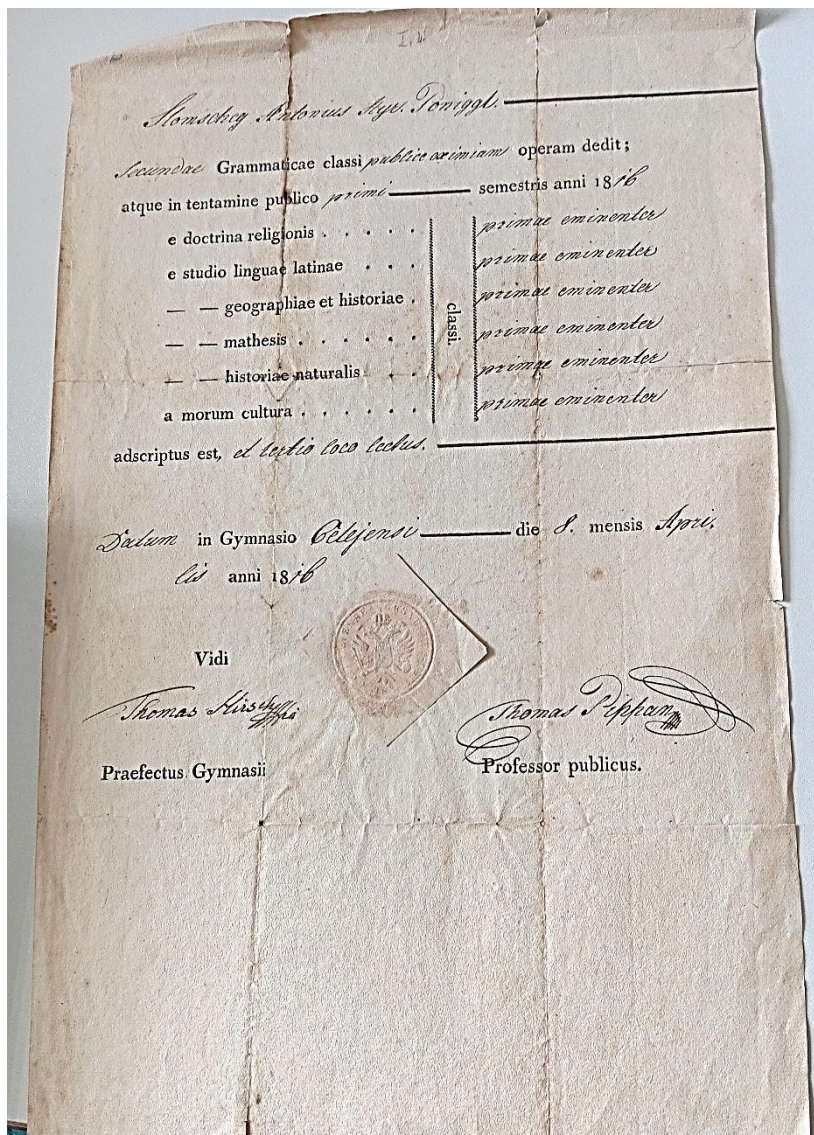 I. 4
Slomscheg Antonius Styr. Poniggl.
Secundae Grammaticae classi publice eximiam operam dedit;
atque in tentamine publico primi semestris anni 1816
e doctrina religionis . . . . . primae eminenter
e studio linguae latinae . . . primae eminenter
— — geographiae et historiae . primae eminenter
— — mathesis . . . . . . primae eminenter
— — historiae naturalis . . primae eminenter
a morum cultura . . . . . . primae eminenter
classi.
adscriptus est, et tertio loco lectus.
Datum in Gymnasio Celejensi die 8. mensis Apri,
lis anni 1816
Vidi
Thomas Thomas Pippan
Praefectus Gymnasii Professor publicus.